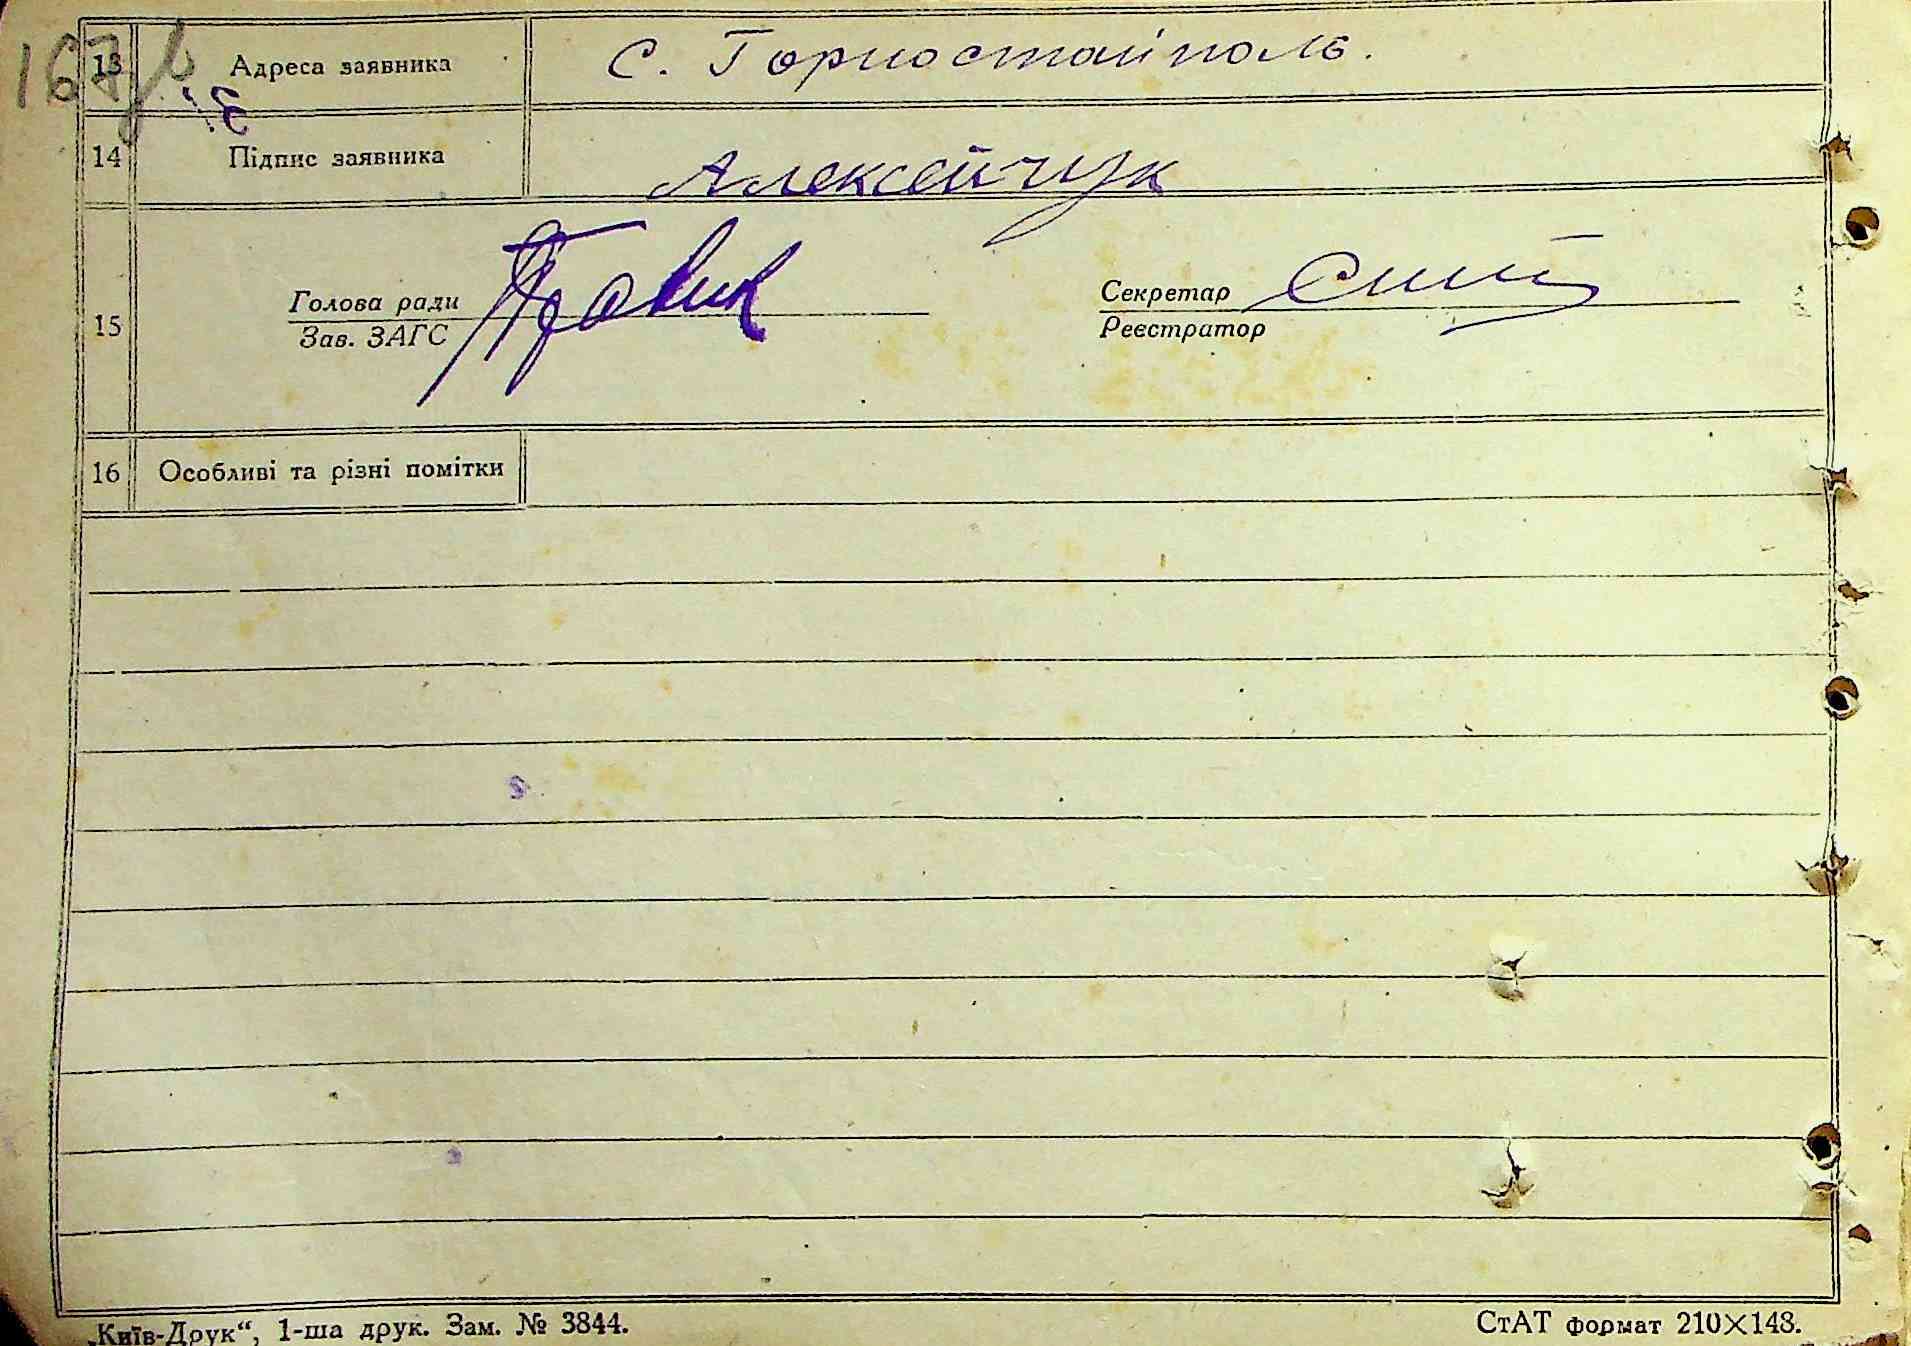 167
13 Адреса заявника С. Горностайполь.
14 Підпис заявника Алексейчук
Голова ради Секретар
15
Зав. ЗАГС Реєстратор
16 Особливі та різні помітки
„Київ-Друк“, 1-ша друк. Зам. № 3844. СтАТ формат 210×148.